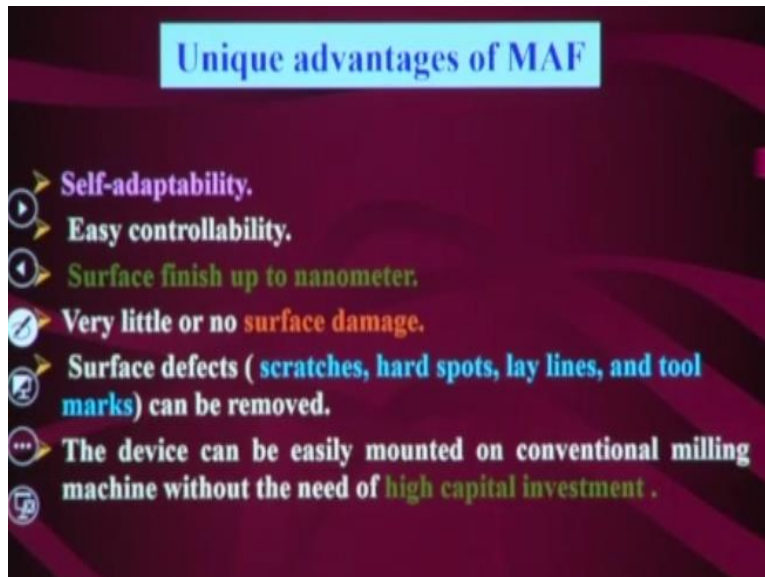 Unique advantages of MAF
Self-adaptability.
Easy controllability.
Surface finish up to nanometer.
Very little or no surface damage.
Surface defects ( scratches, hard spots, lay lines, and tool
marks) can be removed.
The device can be easily mounted on conventional milling
machine without the need of high capital investment .